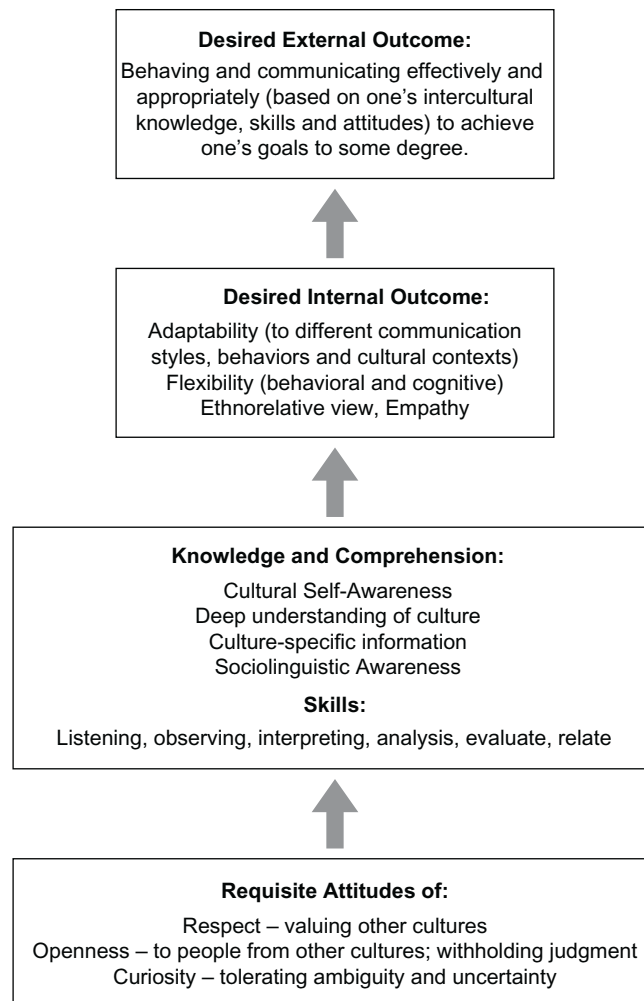 Desired External Outcome:
Behaving and communicating effectively and
appropriately (based on one’s intercultural
knowledge, skills and attitudes) to achieve
one’s goals to some degree.
Desired Internal Outcome:
Adaptability (to different communication
styles, behaviors and cultural contexts)
Flexibility (behavioral and cognitive)
Ethnorelative view, Empathy
Knowledge and Comprehension:
Cultural Self-Awareness
Deep understanding of culture
Culture-specific information
Sociolinguistic Awareness
Skills:
Listening, observing, interpreting, analysis, evaluate, relate
Requisite Attitudes of:
Respect – valuing other cultures
Openness – to people from other cultures; withholding judgment
Curiosity – tolerating ambiguity and uncertainty